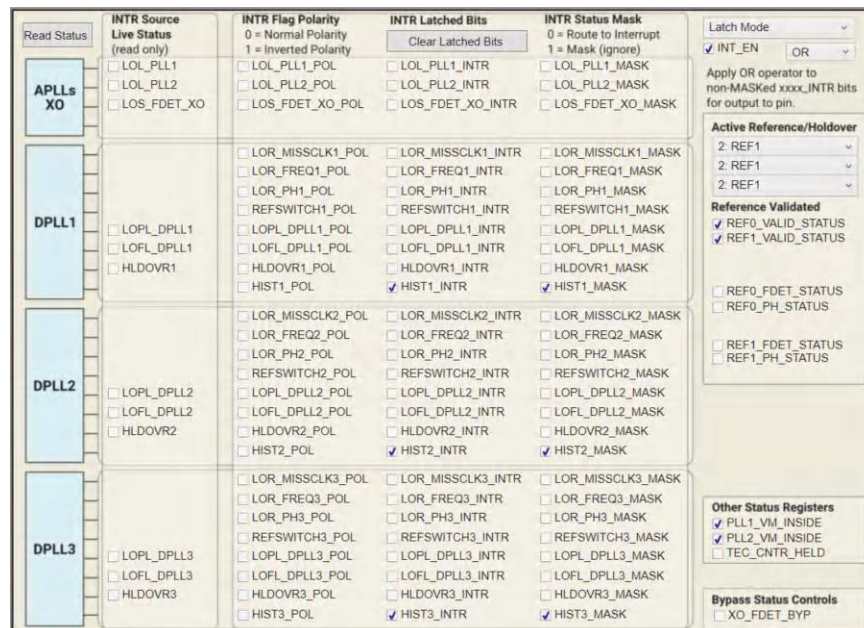 Read Status
INTR Source
Live Status
(read only)
INTR Flag Polarity
0 = Normal Polarity
1 = Inverted Polarity
INTR Latched Bits
Clear Latched Bits
INTR Status Mask
0 = Route to Interrupt
1 = Mask (ignore)
APLLs
XO
LOL_PLL1 LOL_PLL1_POL LOL_PLL1_INTR LOL_PLL1_MASK
LOL_PLL2 LOL_PLL2_POL LOL_PLL2_INTR LOL_PLL2_MASK
LOS_FDET_XO LOS_FDET_XO_POL LOS_FDET_XO_INTR LOS_FDET_XO_MASK
DPLL1
LOR_MISSCLK1_POL LOR_MISSCLK1_INTR LOR_MISSCLK1_MASK
LOR_FREQ1_POL LOR_FREQ1_INTR LOR_FREQ1_MASK
LOR_PH1_POL LOR_PH1_INTR LOR_PH1_MASK
REFSWITCH1_POL REFSWITCH1_INTR REFSWITCH1_MASK
LOPL_DPLL1 LOPL_DPLL1_POL LOPL_DPLL1_INTR LOPL_DPLL1_MASK
LOFL_DPLL1 LOFL_DPLL1_POL LOFL_DPLL1_INTR LOFL_DPLL1_MASK
HLDOVR1 HLDOVR1_POL HLDOVR1_INTR HLDOVR1_MASK
HIST1_POL HIST1_INTR HIST1_MASK
DPLL2
LOR_MISSCLK2_POL LOR_MISSCLK2_INTR LOR_MISSCLK2_MASK
LOR_FREQ2_POL LOR_FREQ2_INTR LOR_FREQ2_MASK
LOR_PH2_POL LOR_PH2_INTR LOR_PH2_MASK
REFSWITCH2_POL REFSWITCH2_INTR REFSWITCH2_MASK
LOPL_DPLL2 LOPL_DPLL2_POL LOPL_DPLL2_INTR LOPL_DPLL2_MASK
LOFL_DPLL2 LOFL_DPLL2_POL LOFL_DPLL2_INTR LOFL_DPLL2_MASK
HLDOVR2 HLDOVR2_POL HLDOVR2_INTR HLDOVR2_MASK
HIST2_POL HIST2_INTR HIST2_MASK
DPLL3
LOR_MISSCLK3_POL LOR_MISSCLK3_INTR LOR_MISSCLK3_MASK
LOR_FREQ3_POL LOR_FREQ3_INTR LOR_FREQ3_MASK
LOR_PH3_POL LOR_PH3_INTR LOR_PH3_MASK
REFSWITCH3_POL REFSWITCH3_INTR REFSWITCH3_MASK
LOPL_DPLL3 LOPL_DPLL3_POL LOPL_DPLL3_INTR LOPL_DPLL3_MASK
LOFL_DPLL3 LOFL_DPLL3_POL LOFL_DPLL3_INTR LOFL_DPLL3_MASK
HLDOVR3 HLDOVR3_POL HLDOVR3_INTR HLDOVR3_MASK
HIST3_POL HIST3_INTR HIST3_MASK
Latch Mode
INT_EN OR
Apply OR operator to
non-MASKed xxxx_INTR bits
for output to pin.
Active Reference/Holdover
2: REF1
2: REF1
2: REF1
Reference Validated
REF0_VALID_STATUS
REF1_VALID_STATUS
REF0_FDET_STATUS
REF0_PH_STATUS
REF1_FDET_STATUS
REF1_PH_STATUS
Other Status Registers
PLL1_VM_INSIDE
PLL2_VM_INSIDE
TEC_CNTR_HELD
Bypass Status Controls
XO_FDET_BYP